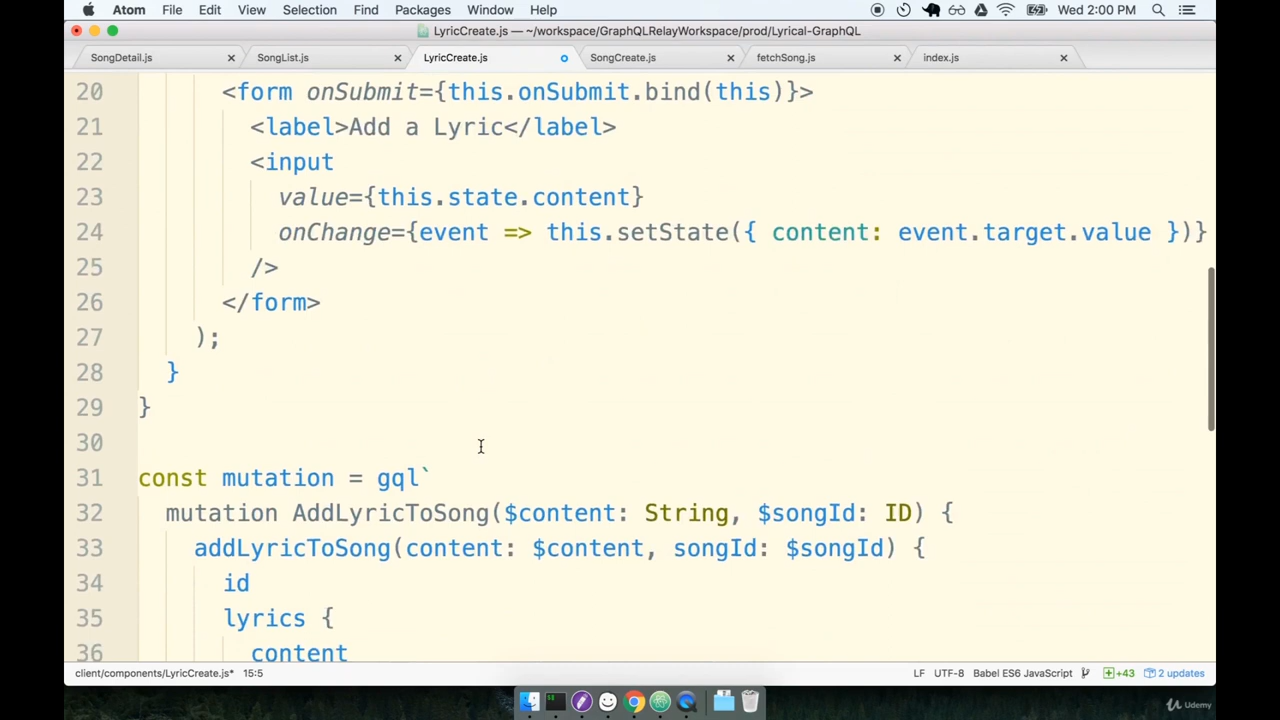 Atom File Edit View Selection Find Packages Window Help Wed 2:00 PM
LyricCreate.js — ~/workspace/GraphQLRelayWorkspace/prod/Lyrical-GraphQL
SongDetail.js SongList.js LyricCreate.js SongCreate.js fetchSong.js index.js
20 <form onSubmit={this.onSubmit.bind(this)}>
21 <label>Add a Lyric</label>
22 <input
23 value={this.state.content}
24 onChange={event => this.setState({ content: event.target.value })}
25 />
26 </form>
27 );
28 }
29 }
30
31 const mutation = gql`
32 mutation AddLyricToSong($content: String, $songId: ID) {
33 addLyricToSong(content: $content, songId: $songId) {
34 id
35 lyrics {
36 content
client/components/LyricCreate.js* 15:5 LF UTF-8 Babel ES6 JavaScript +43 2 updates
Udemy